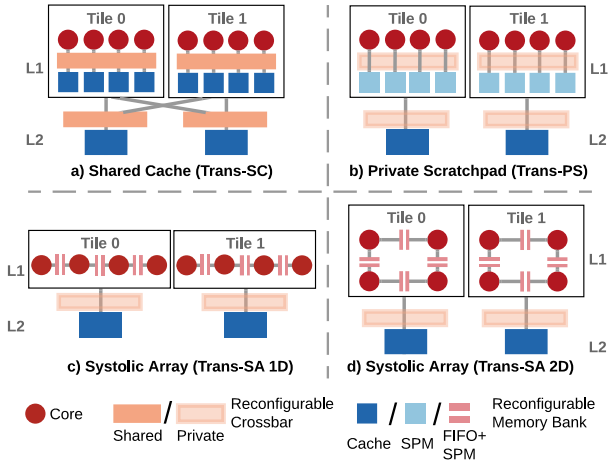 Tile 0
Tile 1
L1
L2
a) Shared Cache (Trans-SC)
Tile 0
Tile 1
L1
L2
b) Private Scratchpad (Trans-PS)
Tile 0
Tile 1
L1
L2
c) Systolic Array (Trans-SA 1D)
Tile 0
Tile 1
L1
L2
d) Systolic Array (Trans-SA 2D)
Core
Shared / Private
Reconfigurable
Crossbar
Cache / SPM / FIFO+
SPM
Reconfigurable
Memory Bank